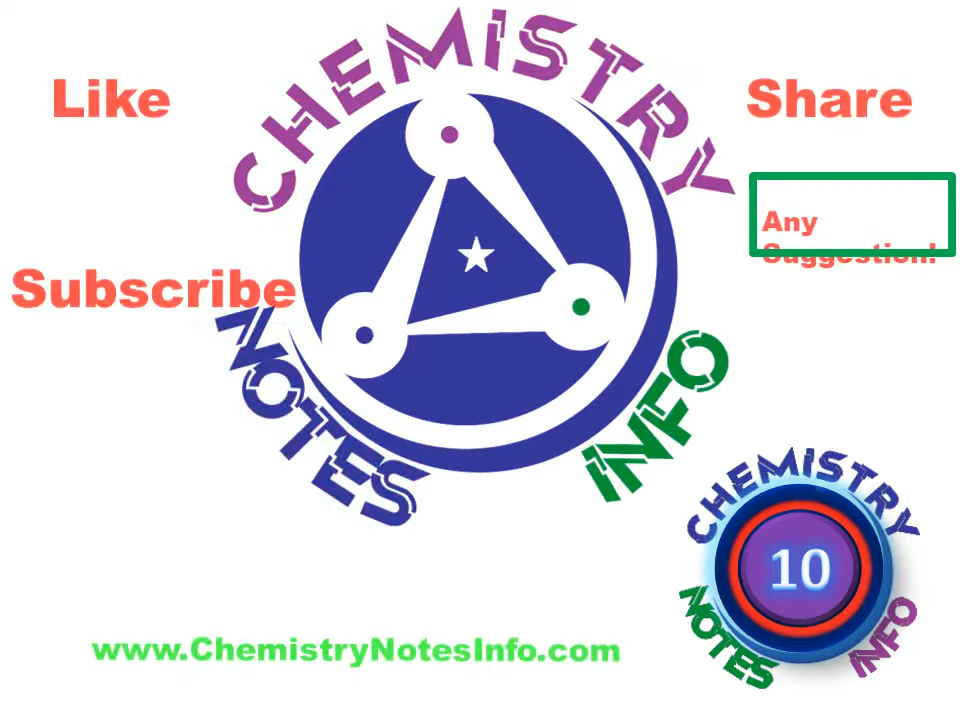 CHEMISTRY
Like
Share
Any
Suggestion!
Subscribe
NOTES
INFO
CHEMISTRY
10
NOTES
INFO
www.ChemistryNotesInfo.com